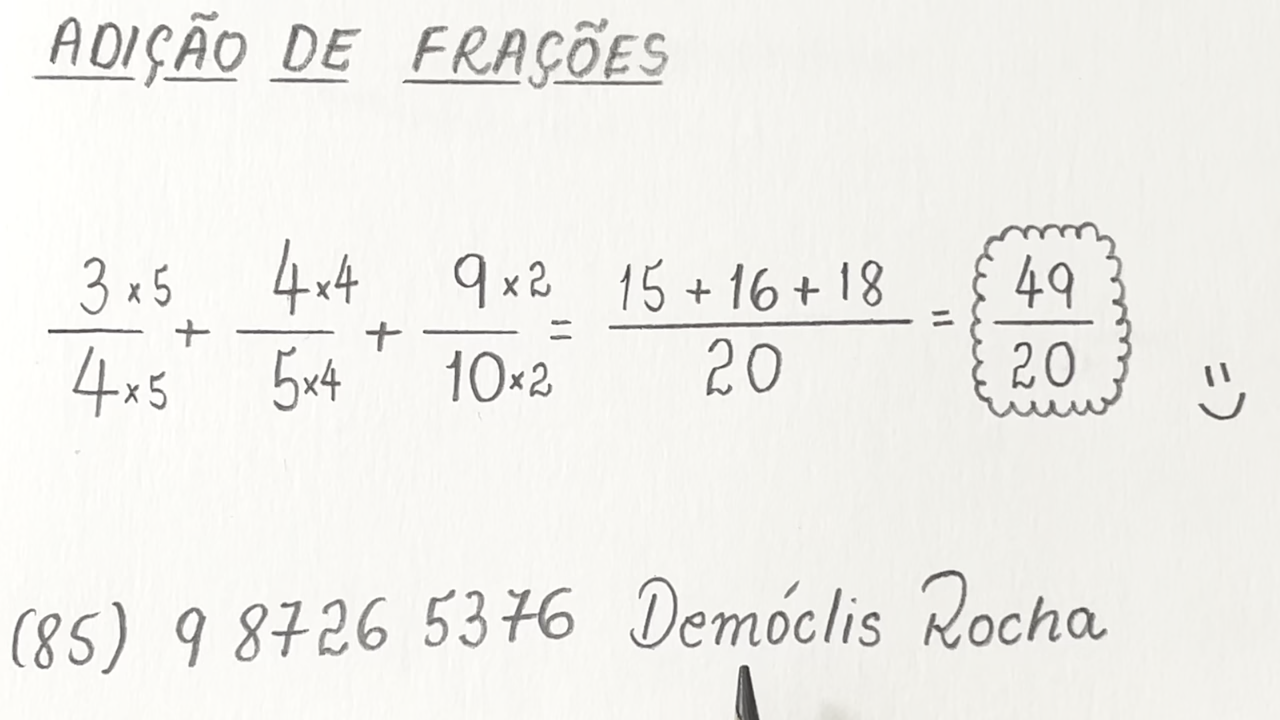 ADIÇÃO DE FRAÇÕES
3 × 5 / 4 × 5 + 4 × 4 / 5 × 4 + 9 × 2 / 10 × 2 = 15 + 16 + 18 / 20 = 49 / 20
(85) 9 8726 5376 Demóclis Rocha